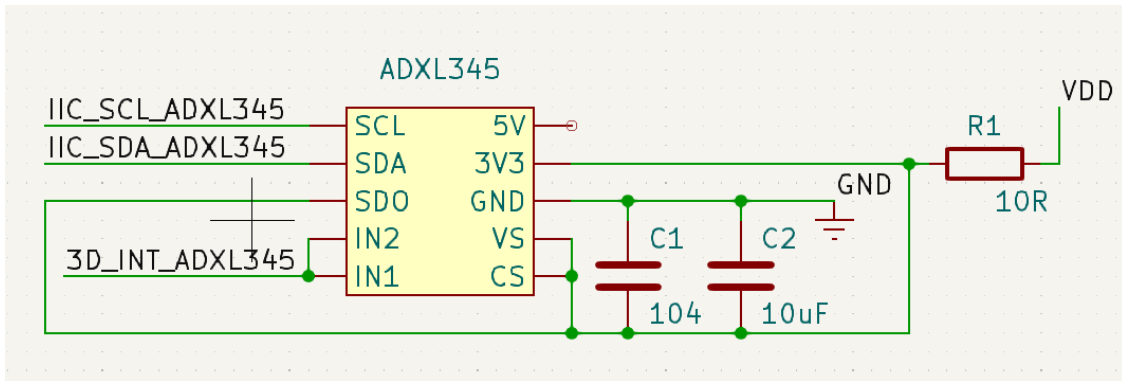 ADXL345
VDD
IIC_SCL_ADXL345
SCL
5V
R1
IIC_SDA_ADXL345
SDA
3V3
10R
SDO
GND
GND
IN2
VS
C1
C2
3D_INT_ADXL345
IN1
CS
104
10uF